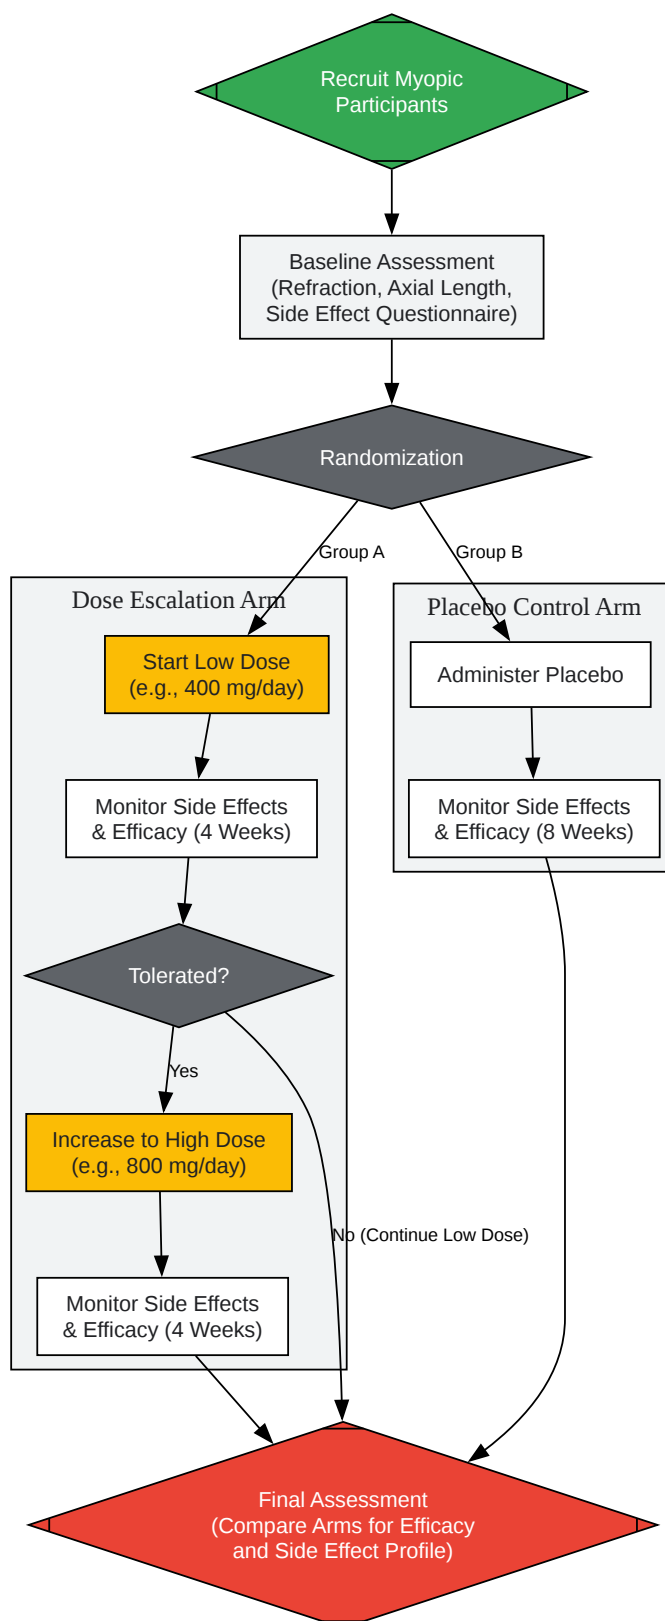 Recruit Myopic
Participants
Baseline Assessment
(Refraction, Axial Length,
Side Effect Questionnaire)
Randomization
Group A
Group B
Dose Escalation Arm
Placebo Control Arm
Start Low Dose
(e.g., 400 mg/day)
Administer Placebo
Monitor Side Effects
& Efficacy (4 Weeks)
Monitor Side Effects
& Efficacy (8 Weeks)
Tolerated?
Yes
Increase to High Dose
(e.g., 800 mg/day)
No (Continue Low Dose)
Monitor Side Effects
& Efficacy (4 Weeks)
Final Assessment
(Compare Arms for Efficacy
and Side Effect Profile)